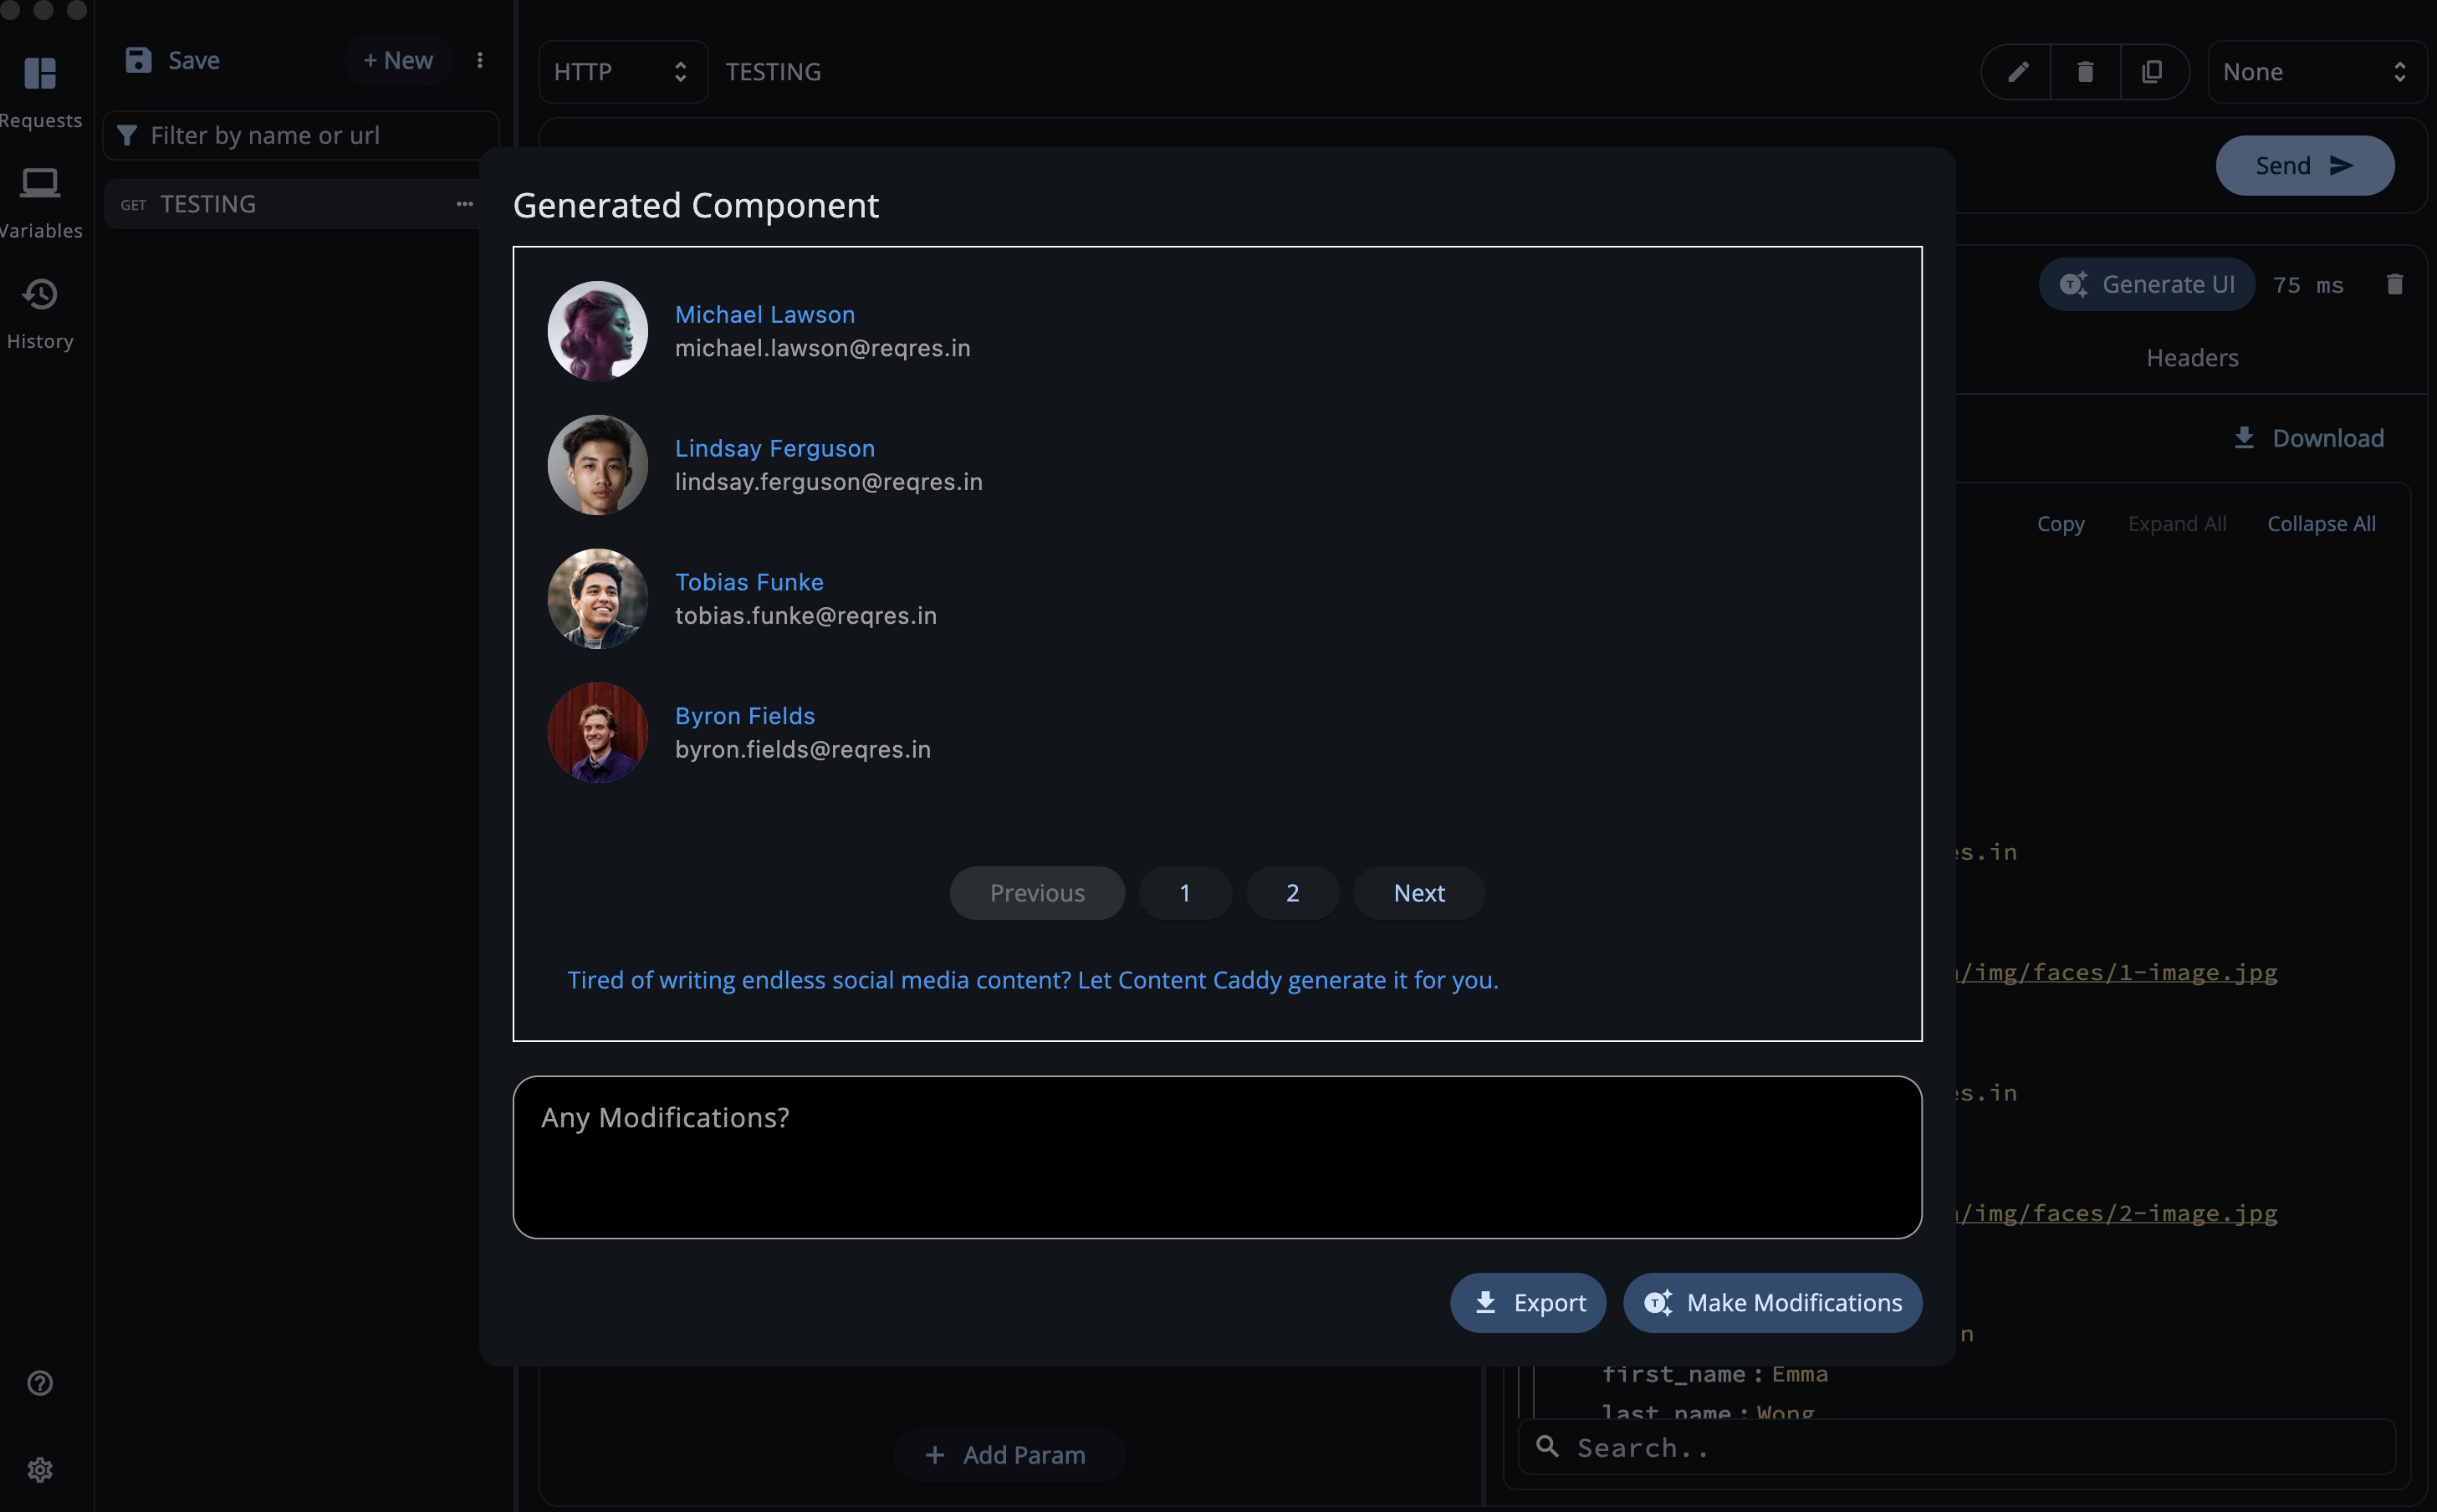 Save
+ New
HTTP
TESTING
None
Requests
Filter by name or url
Send
GET TESTING
Variables
Generated Component
Generate UI
75 ms
History
Michael Lawson
michael.lawson@reqres.in
Headers
Lindsay Ferguson
lindsay.ferguson@reqres.in
Download
Copy
Expand All
Collapse All
Tobias Funke
tobias.funke@reqres.in
Byron Fields
byron.fields@reqres.in
es.in
Previous
1
2
Next
/img/faces/1-image.jpg
Tired of writing endless social media content? Let Content Caddy generate it for you.
es.in
Any Modifications?
/img/faces/2-image.jpg
Export
Make Modifications
n
first_name : Emma
last_name : Wong
+ Add Param
Search..